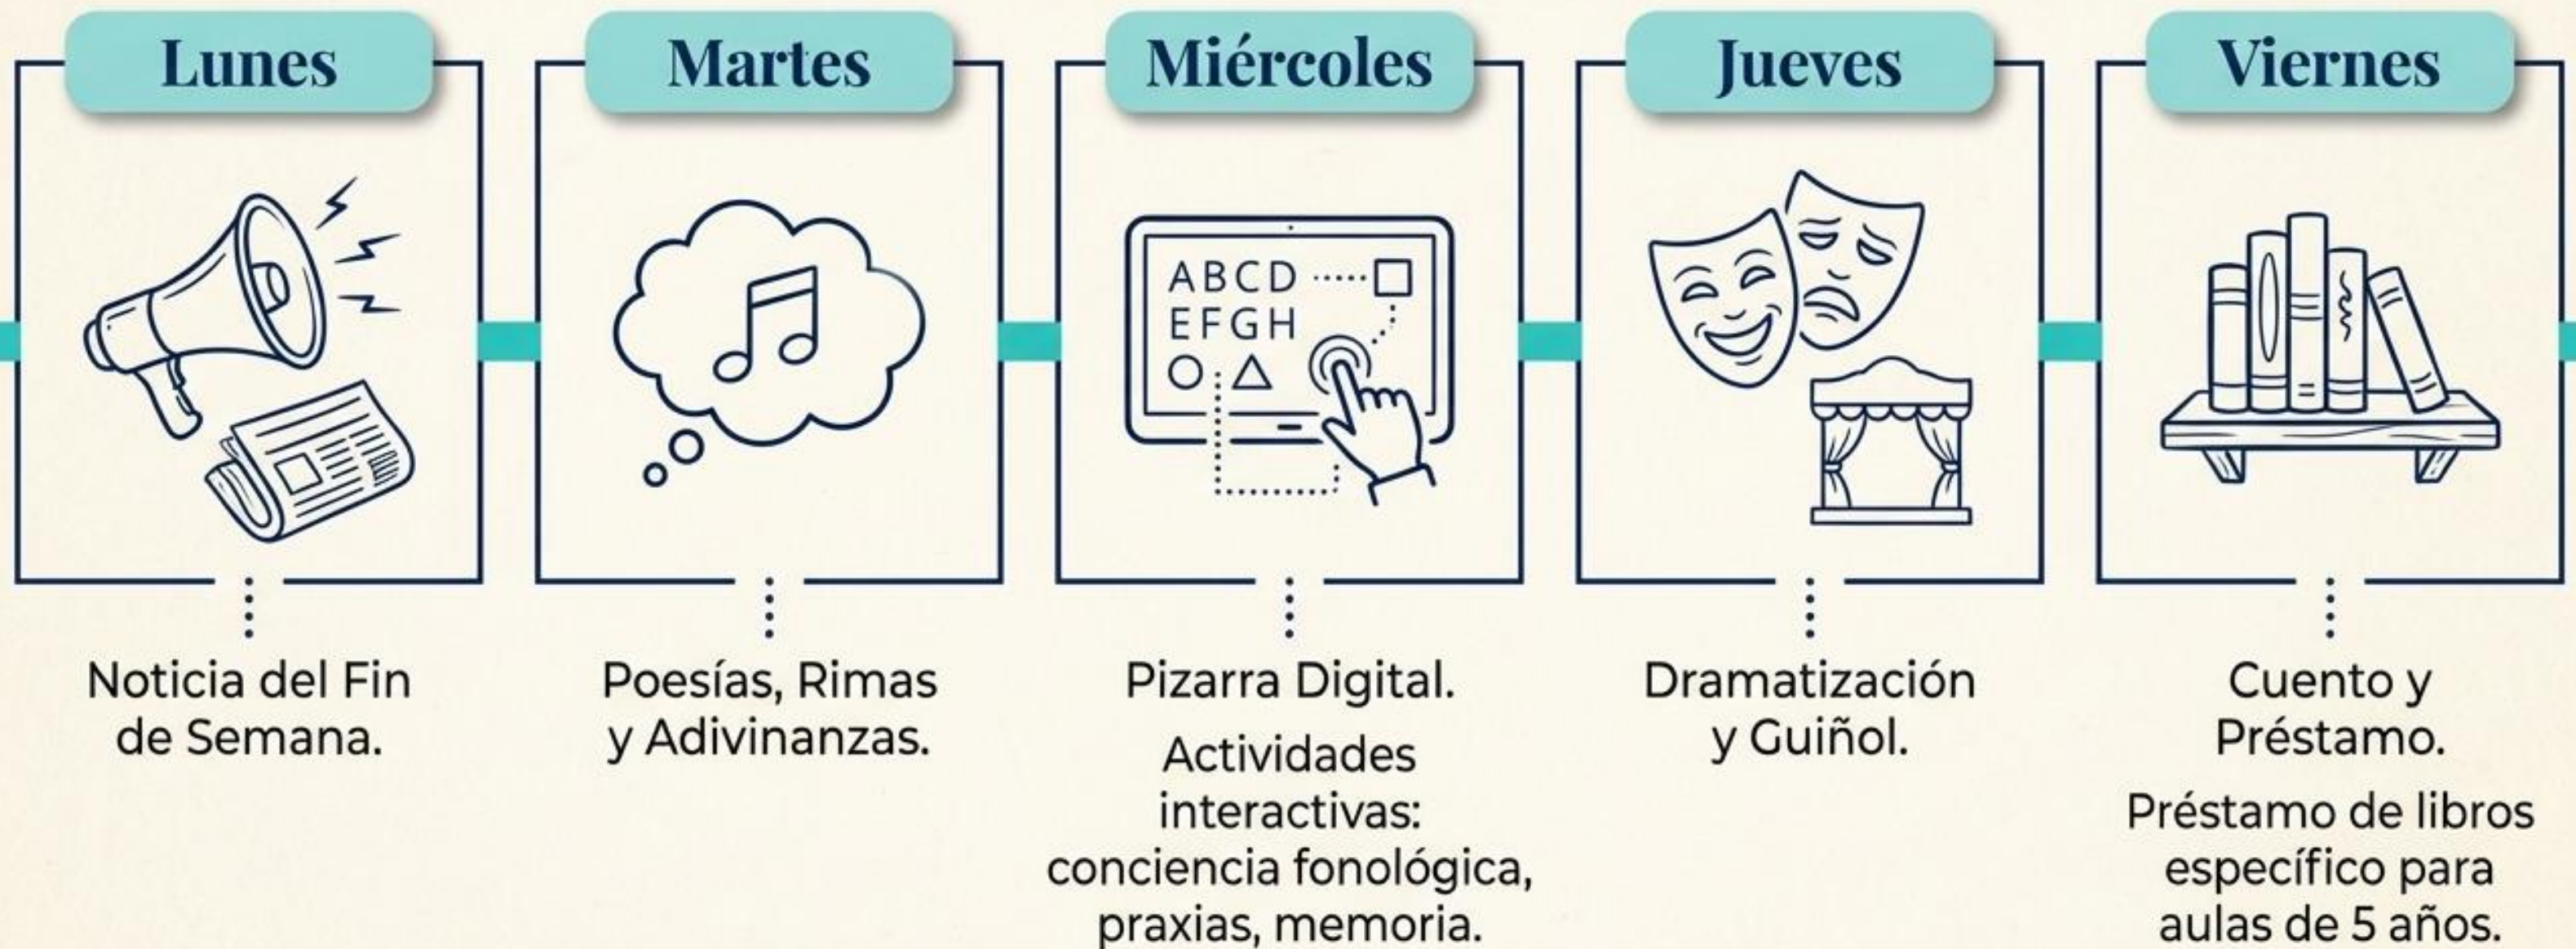 Lunes
Noticia del Fin
de Semana.
Martes
Poesías, Rimas
y Adivinanzas.
Miércoles
ABCD
EFGH
Pizarra Digital.
Actividades
interactivas:
conciencia fonológica,
praxias, memoria.
Jueves
Dramatización
y Guiñol.
Viernes
Cuento y
Préstamo.
Préstamo de libros
específico para
aulas de 5 años.